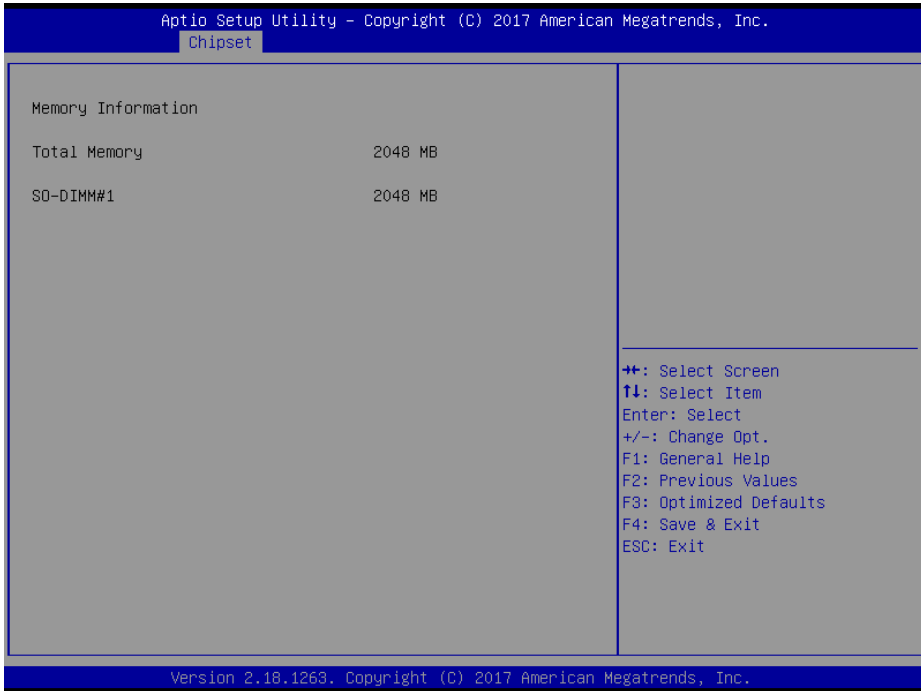 Aptio Setup Utility – Copyright (C) 2017 American Megatrends, Inc.
Chipset
Memory Information
Total Memory 2048 MB
SO-DIMM#1 2048 MB
→←: Select Screen
↑↓: Select Item
Enter: Select
+/-: Change Opt.
F1: General Help
F2: Previous Values
F3: Optimized Defaults
F4: Save & Exit
ESC: Exit
Version 2.18.1263. Copyright (C) 2017 American Megatrends, Inc.